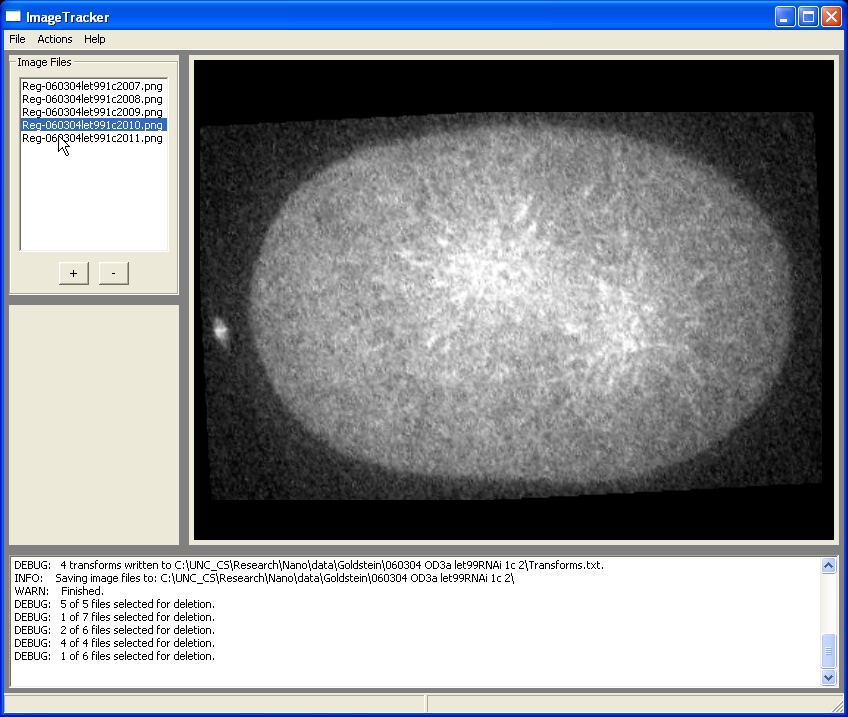 ImageTracker
File Actions Help
Image Files
Reg-060304let991c2007.png
Reg-060304let991c2008.png
Reg-060304let991c2009.png
Reg-060304let991c2010.png
Reg-060304let991c2011.png
+ -
DEBUG: 4 transforms written to C:\UNC_CS\Research\Nano\data\Goldstein\060304 OD3a let99RNAi 1c 2\Transforms.txt.
INFO: Saving image files to: C:\UNC_CS\Research\Nano\data\Goldstein\060304 OD3a let99RNAi 1c 2\
WARN: Finished.
DEBUG: 5 of 5 files selected for deletion.
DEBUG: 1 of 7 files selected for deletion.
DEBUG: 2 of 6 files selected for deletion.
DEBUG: 4 of 4 files selected for deletion.
DEBUG: 1 of 6 files selected for deletion.